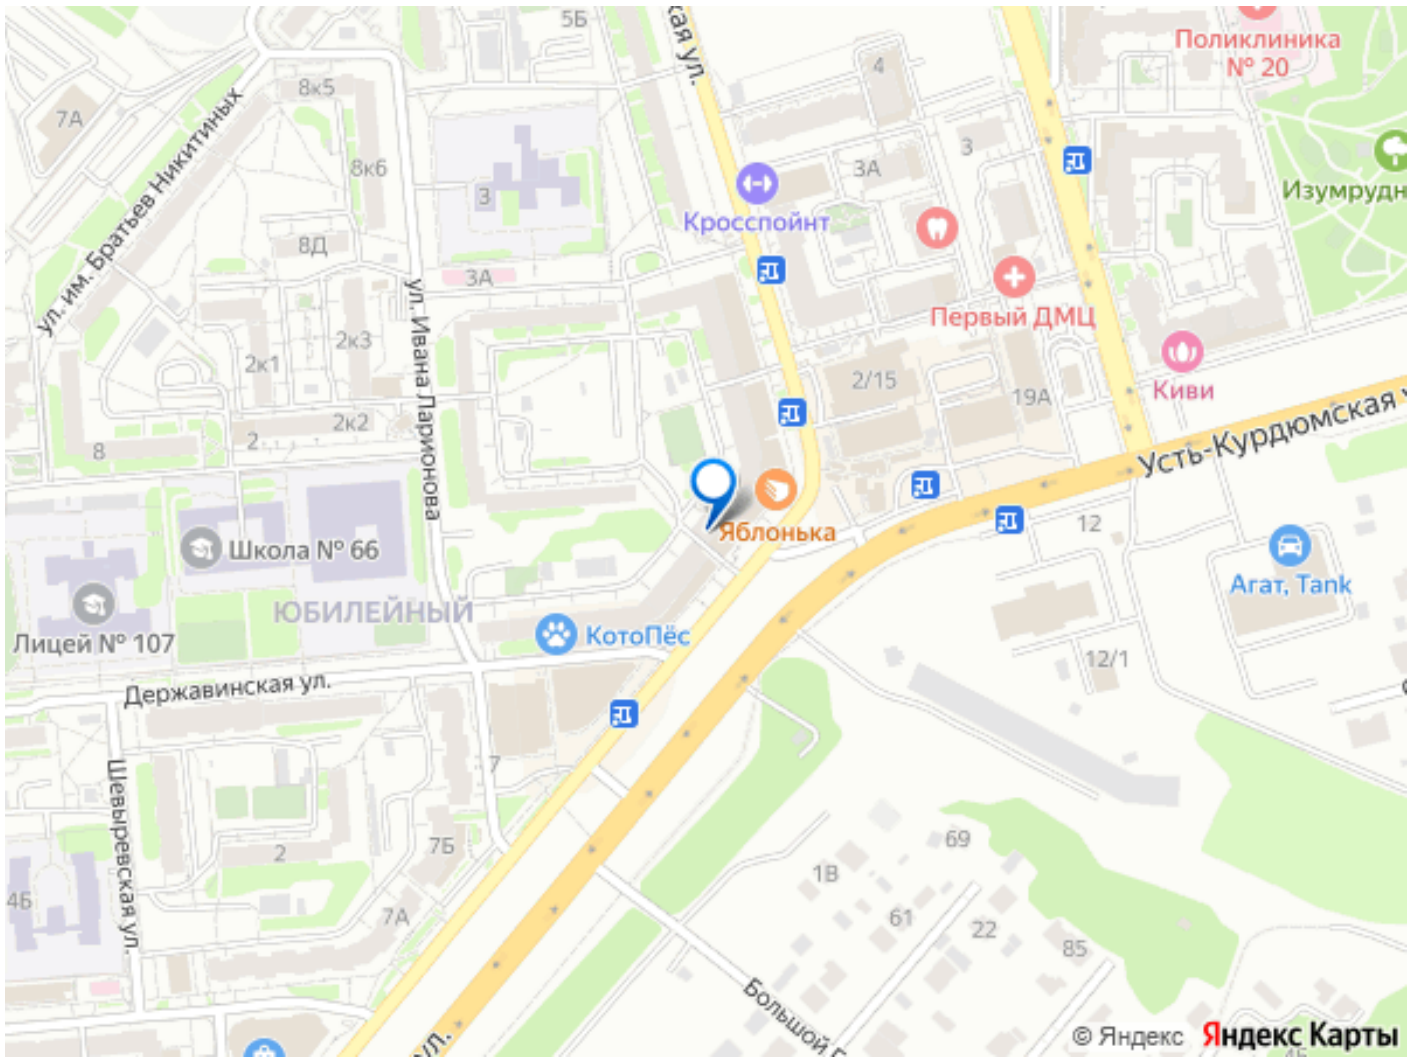 5Б
кая ул.
4
Поликлиника
№ 20
7А
8к5
8к6
3
3А
3
Изумрудн
Кросспойнт
ул. им. Братьев Никитиных
8Д
3А
Первый ДМЦ
ул. Ивана Ларионова
2к3
2к1
2/15
19А
Киви
2к2
2
8
Усть-Курдюмская у
Яблонька
12
Школа № 66
Агат, Tank
ЮБИЛЕЙНЫЙ
КотоПёс
Лицей № 107
12/1
Державинская ул.
7
Шевыревская ул.
7Б
2
69
1В
4Б
7А
61
22
85
Большой
ул.
© Яндекс Яндекс Карты